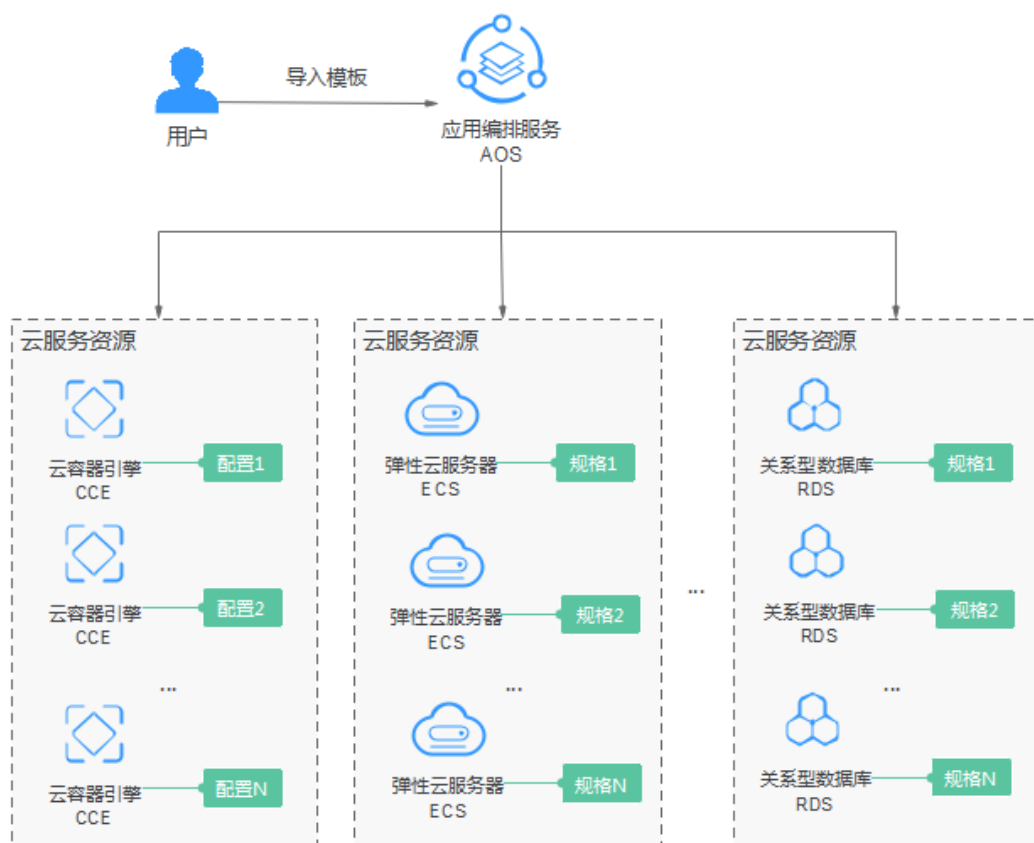 导入模板
用户
应用编排服务
AOS
云服务资源
云容器引擎
CCE
配置1
云容器引擎
CCE
配置2
...
云容器引擎
CCE
配置N
云服务资源
弹性云服务器
ECS
规格1
弹性云服务器
ECS
规格2
...
弹性云服务器
ECS
规格N
...
云服务资源
关系型数据库
RDS
规格1
关系型数据库
RDS
规格2
...
关系型数据库
RDS
规格N